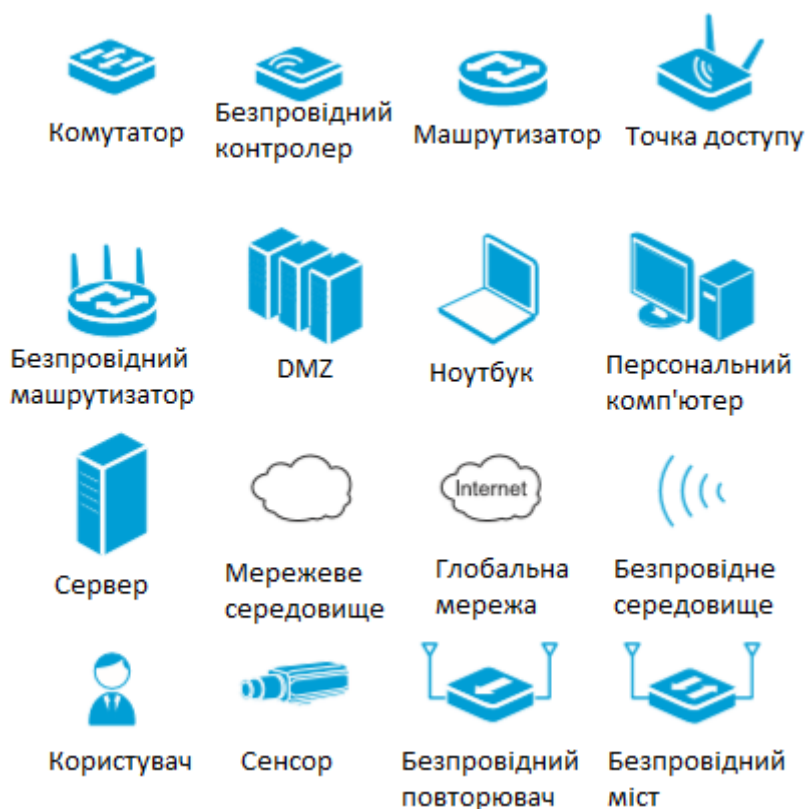 Комутатор
Безпровідний
контролер
Машрутизатор
Точка доступу
Безпровідний
машрутизатор
DMZ
Ноутбук
Персональний
комп'ютер
Сервер
Мережеве
середовище
Internet
Глобальна
мережа
Безпровідне
середовище
Користувач
Сенсор
Безпровідний
повторювач
Безпровідний
міст